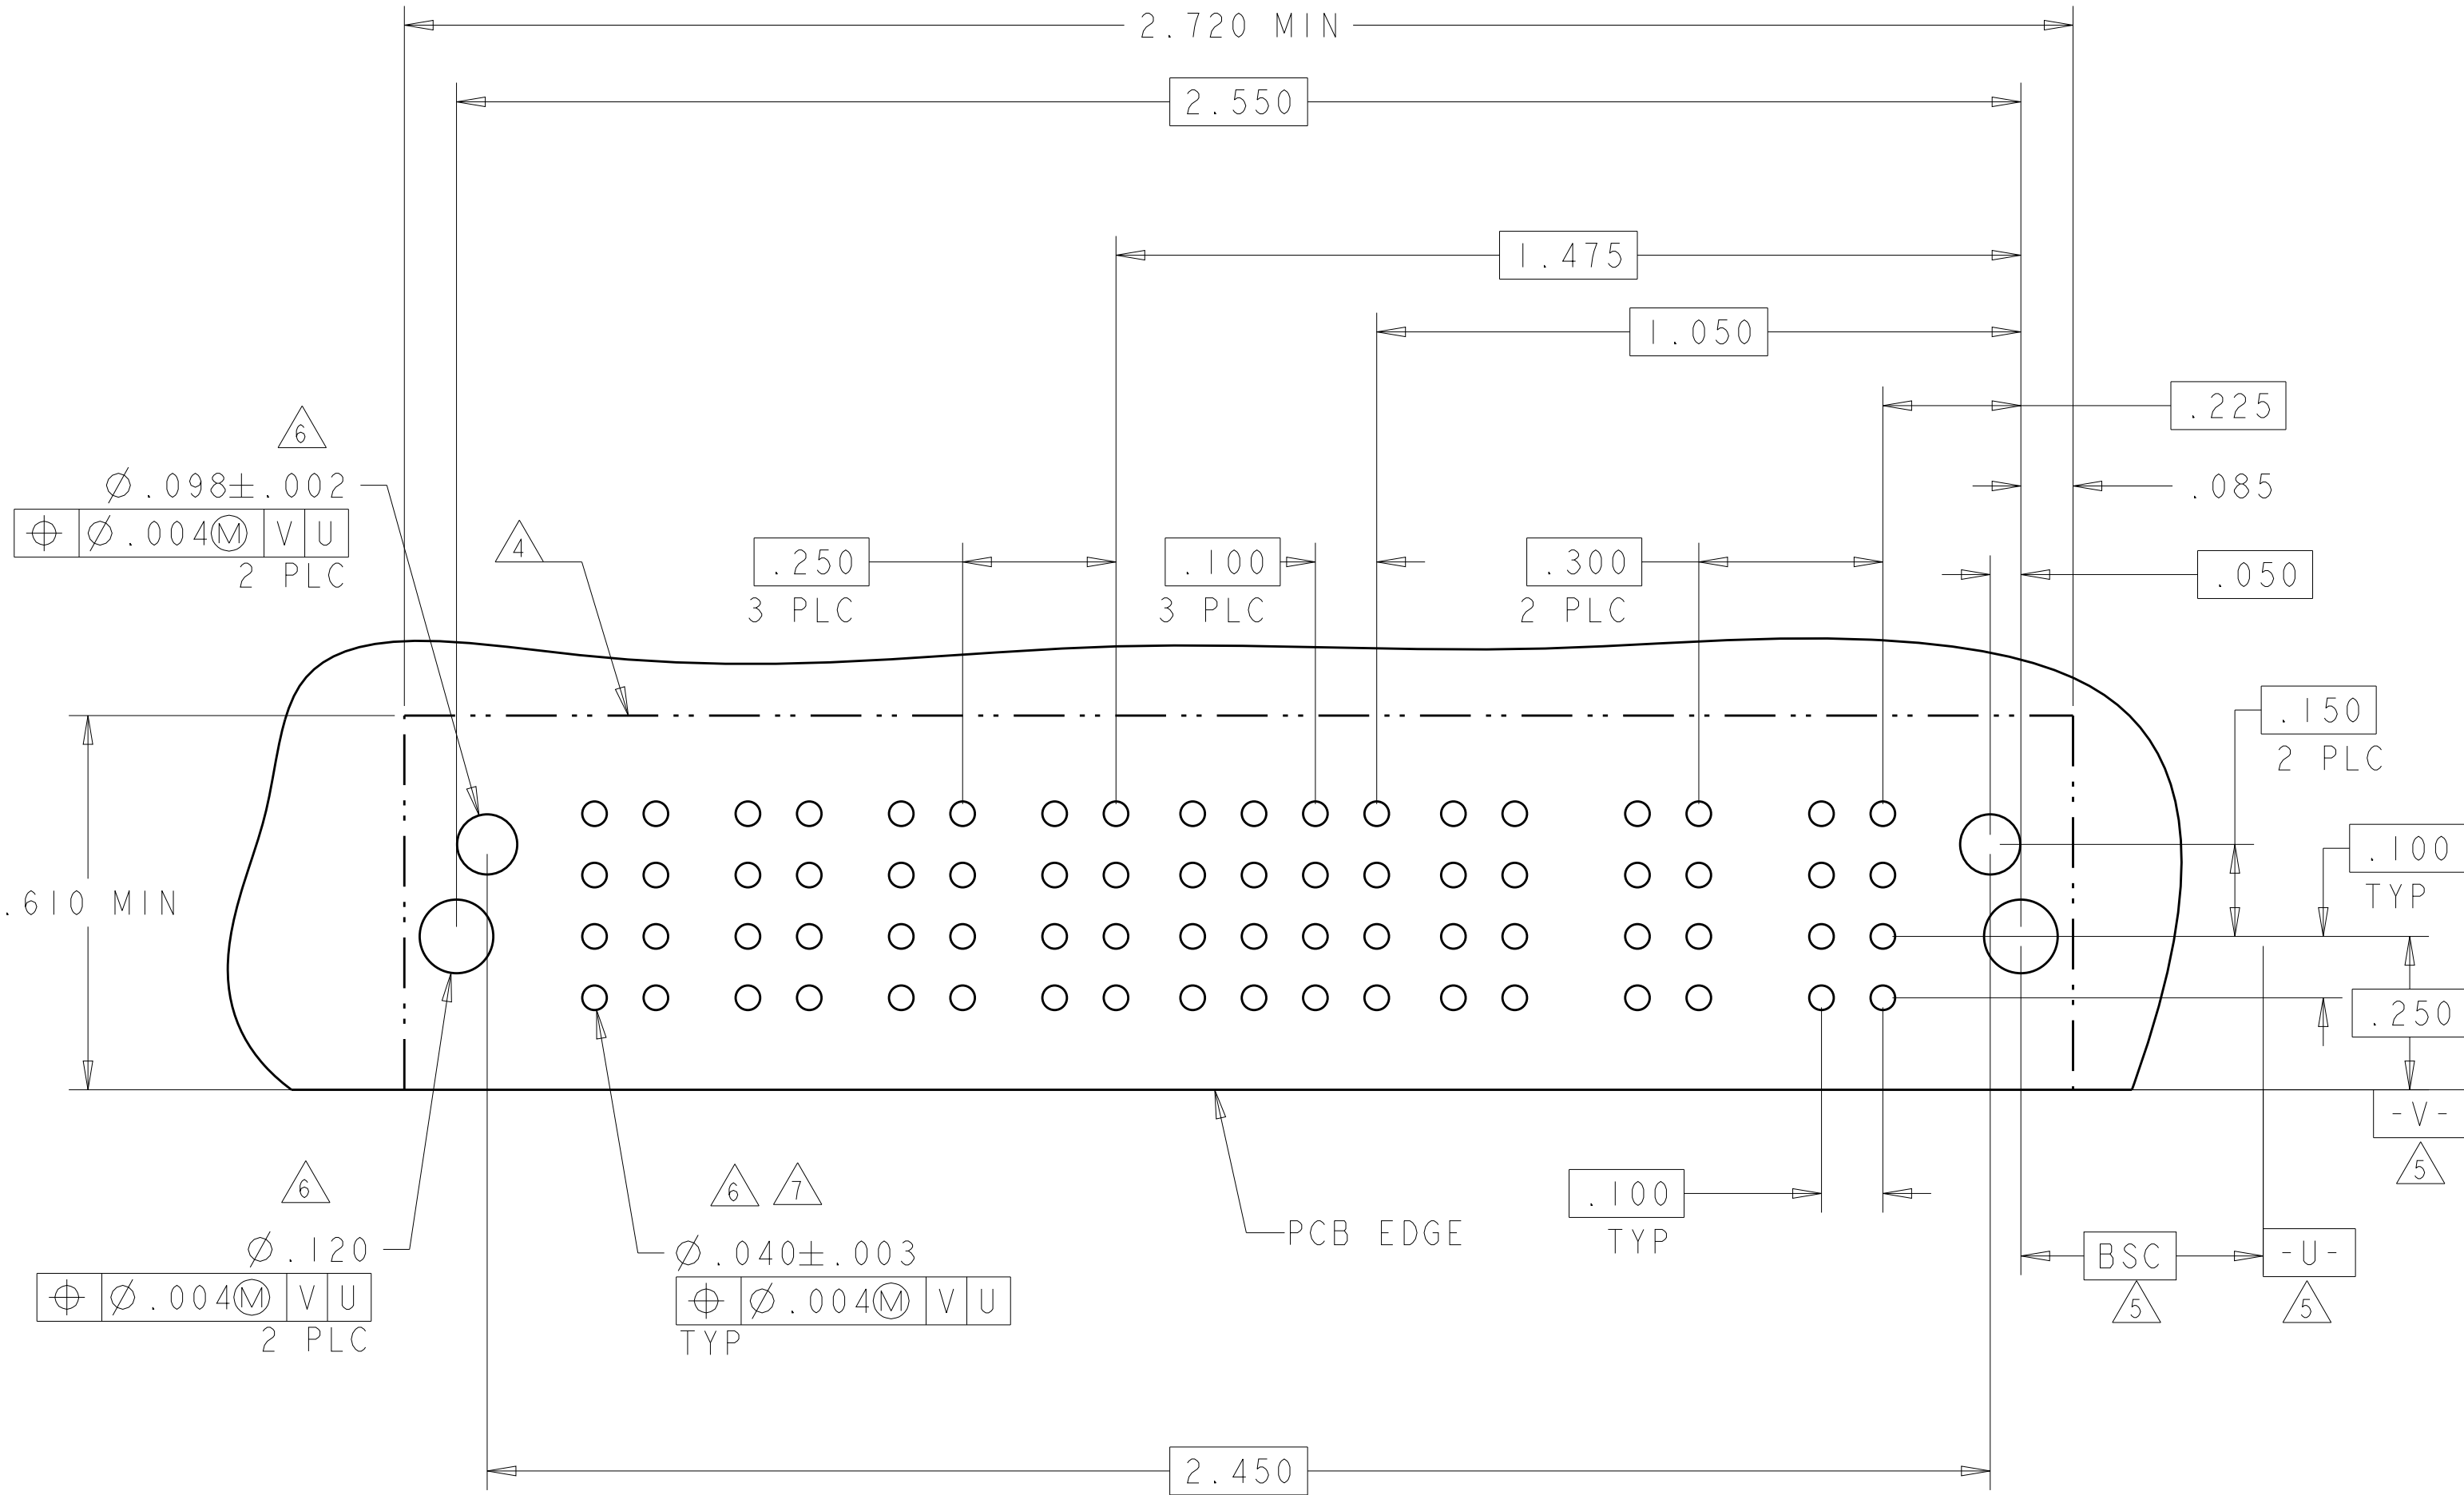 2.720 MIN
2.550
1.475
1.050
.225
6
Ø.098±.002
⌖ Ø.004Ⓜ V U
2 PLC
4
.250
3 PLC
.100
3 PLC
.300
2 PLC
.085
.050
.150
2 PLC
.100
TYP
.610 MIN
.250
-V-
5
6
Ø.120
⌖ Ø.004Ⓜ V U
2 PLC
6 7
Ø.040±.003
⌖ Ø.004Ⓜ V U
TYP
PCB EDGE
.100
TYP
BSC
5
-U-
5
2.450